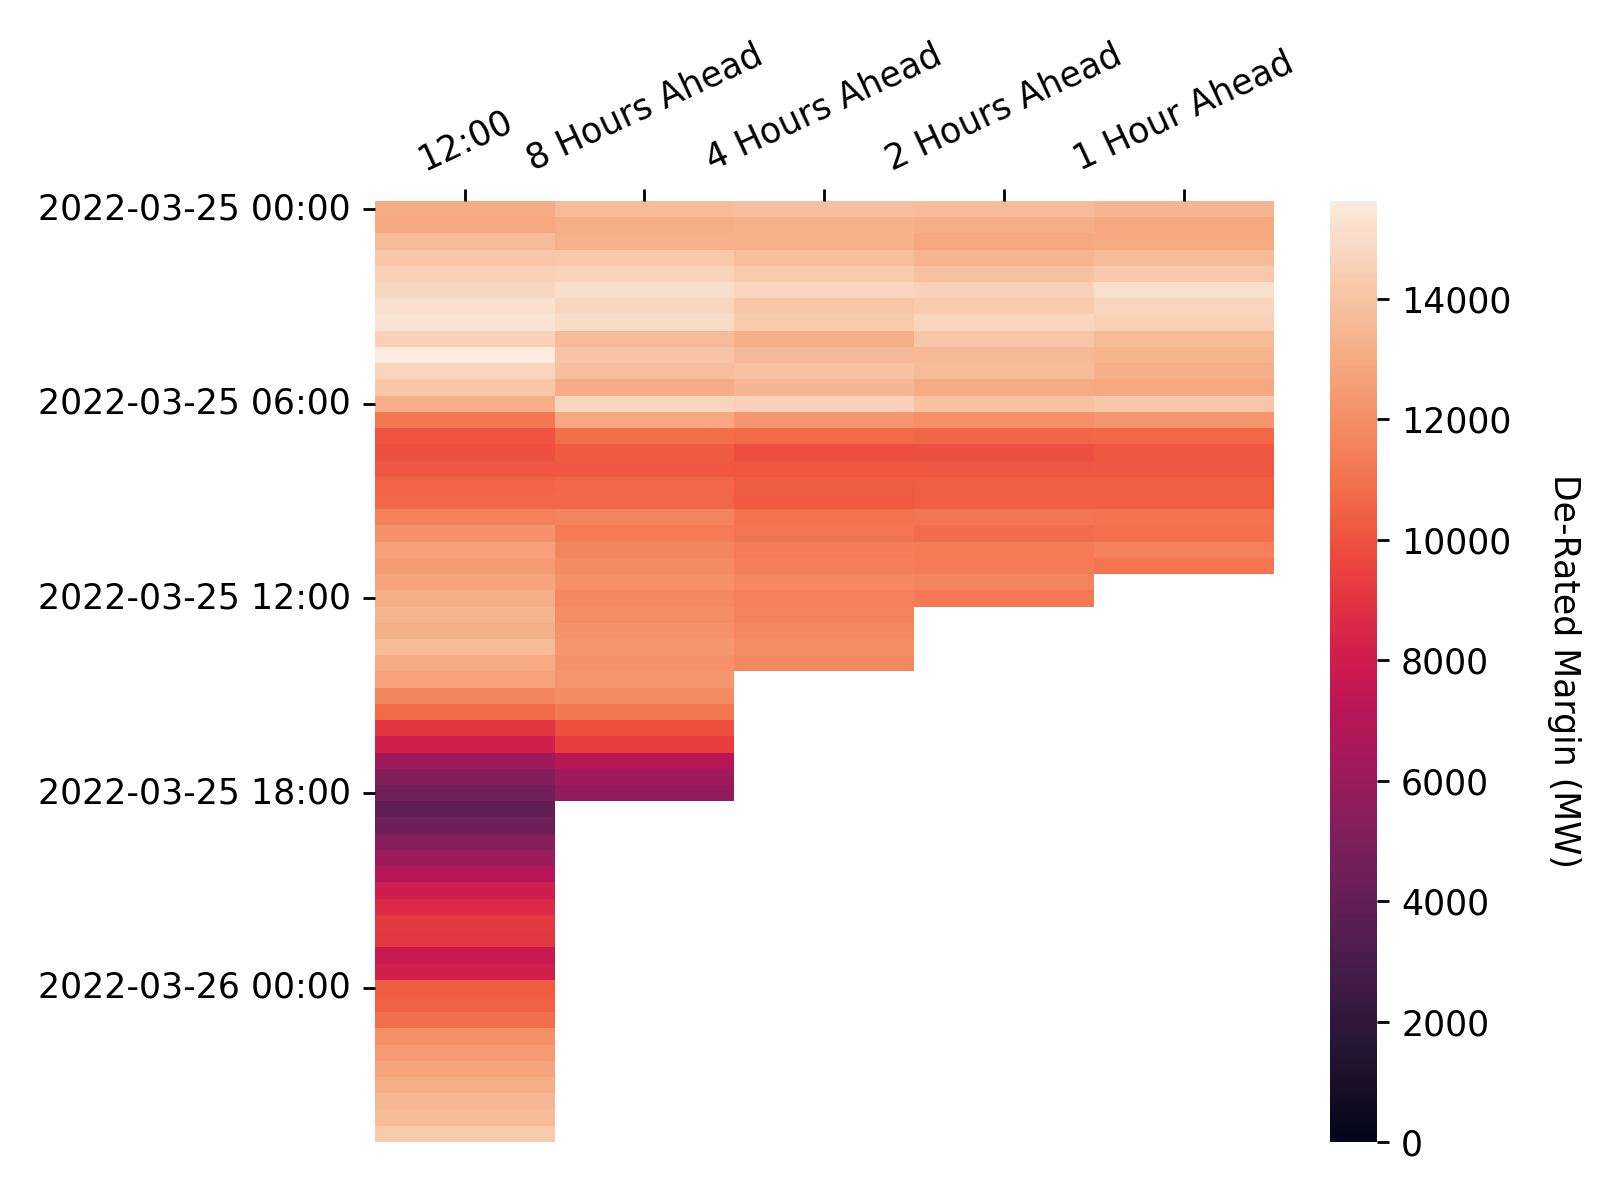 12:00
8 Hours Ahead
4 Hours Ahead
2 Hours Ahead
1 Hour Ahead
2022-03-25 00:00
2022-03-25 06:00
2022-03-25 12:00
2022-03-25 18:00
2022-03-26 00:00
14000
12000
10000
8000
6000
4000
2000
0
De-Rated Margin (MW)